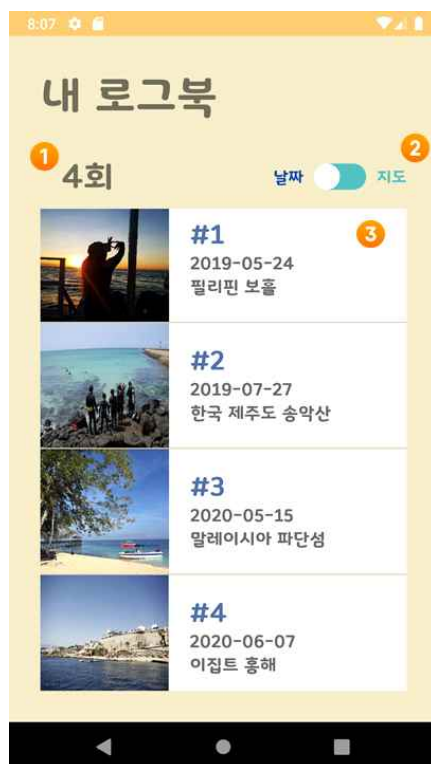 8:07
내 로그북
1
4회
날짜 지도
2
#1
3
2019-05-24
필리핀 보홀
#2
2019-07-27
한국 제주도 송악산
#3
2020-05-15
말레이시아 파단섬
#4
2020-06-07
이집트 홍해